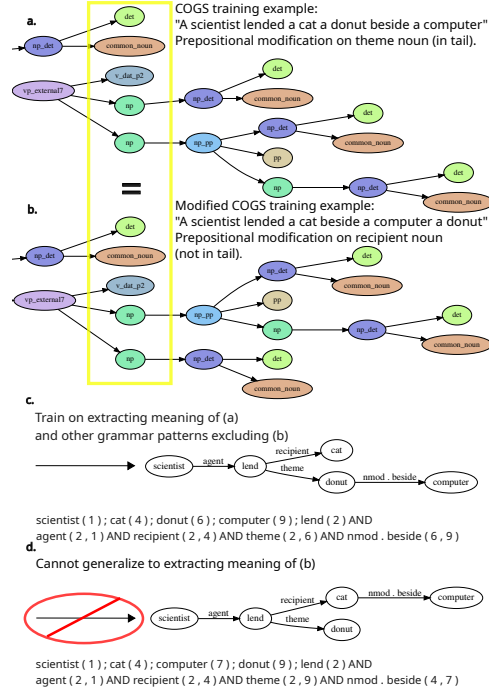 a.
COGS training example:
"A scientist lended a cat a donut beside a computer"
Prepositional modification on theme noun (in tail).
det
np_det
common_noun
v_dat_p2
vp_external7
np
np_det
det
common_noun
np
np_pp
np_det
det
common_noun
pp
np
np_det
det
common_noun
=
b.
Modified COGS training example:
"A scientist lended a cat beside a computer a donut"
Prepositional modification on recipient noun
(not in tail).
det
np_det
common_noun
v_dat_p2
vp_external7
np
np_pp
np_det
det
common_noun
pp
np
np_det
det
common_noun
np
np_det
det
common_noun
c.
Train on extracting meaning of (a)
and other grammar patterns excluding (b)
scientist
agent
lend
recipient
cat
theme
donut
nmod . beside
computer
scientist ( 1 ) ; cat ( 4 ) ; donut ( 6 ) ; computer ( 9 ) ; lend ( 2 ) AND
agent ( 2 , 1 ) AND recipient ( 2 , 4 ) AND theme ( 2 , 6 ) AND nmod . beside ( 6 , 9 )
d.
Cannot generalize to extracting meaning of (b)
scientist
agent
lend
recipient
cat
nmod . beside
computer
theme
donut
scientist ( 1 ) ; cat ( 4 ) ; computer ( 7 ) ; donut ( 9 ) ; lend ( 2 ) AND
agent ( 2 , 1 ) AND recipient ( 2 , 4 ) AND theme ( 2 , 9 ) AND nmod . beside ( 4 , 7 )